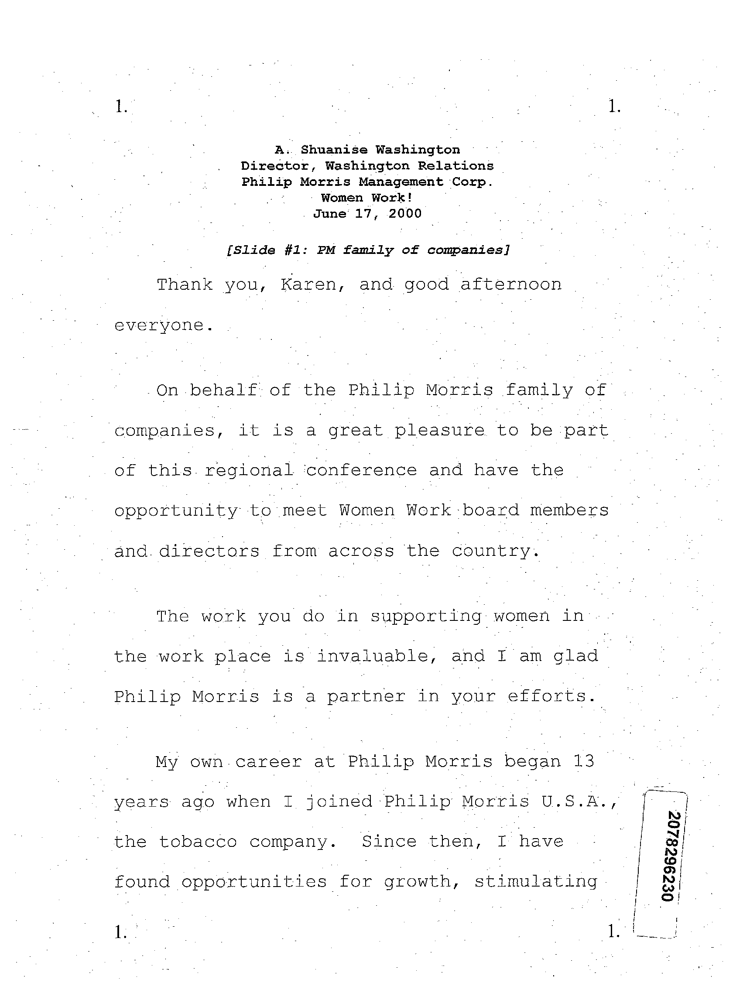 1. 1.
A. Shuanise Washington
Director, Washington Relations
Philip Morris Management Corp.
Women Work!
June 17, 2000
[Slide #1: PM family of companies]
Thank you, Karen, and good afternoon
everyone.
On behalf of the Philip Morris family of
companies, it is a great pleasure to be part
of this regional conference and have the
opportunity to meet Women Work board members
and directors from across the country.
The work you do in supporting women in
the work place is invaluable, and I am glad
Philip Morris is a partner in your efforts.
My own career at Philip Morris began 13
years ago when I joined Philip Morris U.S.A.,
the tobacco company. Since then, I have
found opportunities for growth, stimulating
2078296230
1. 1.